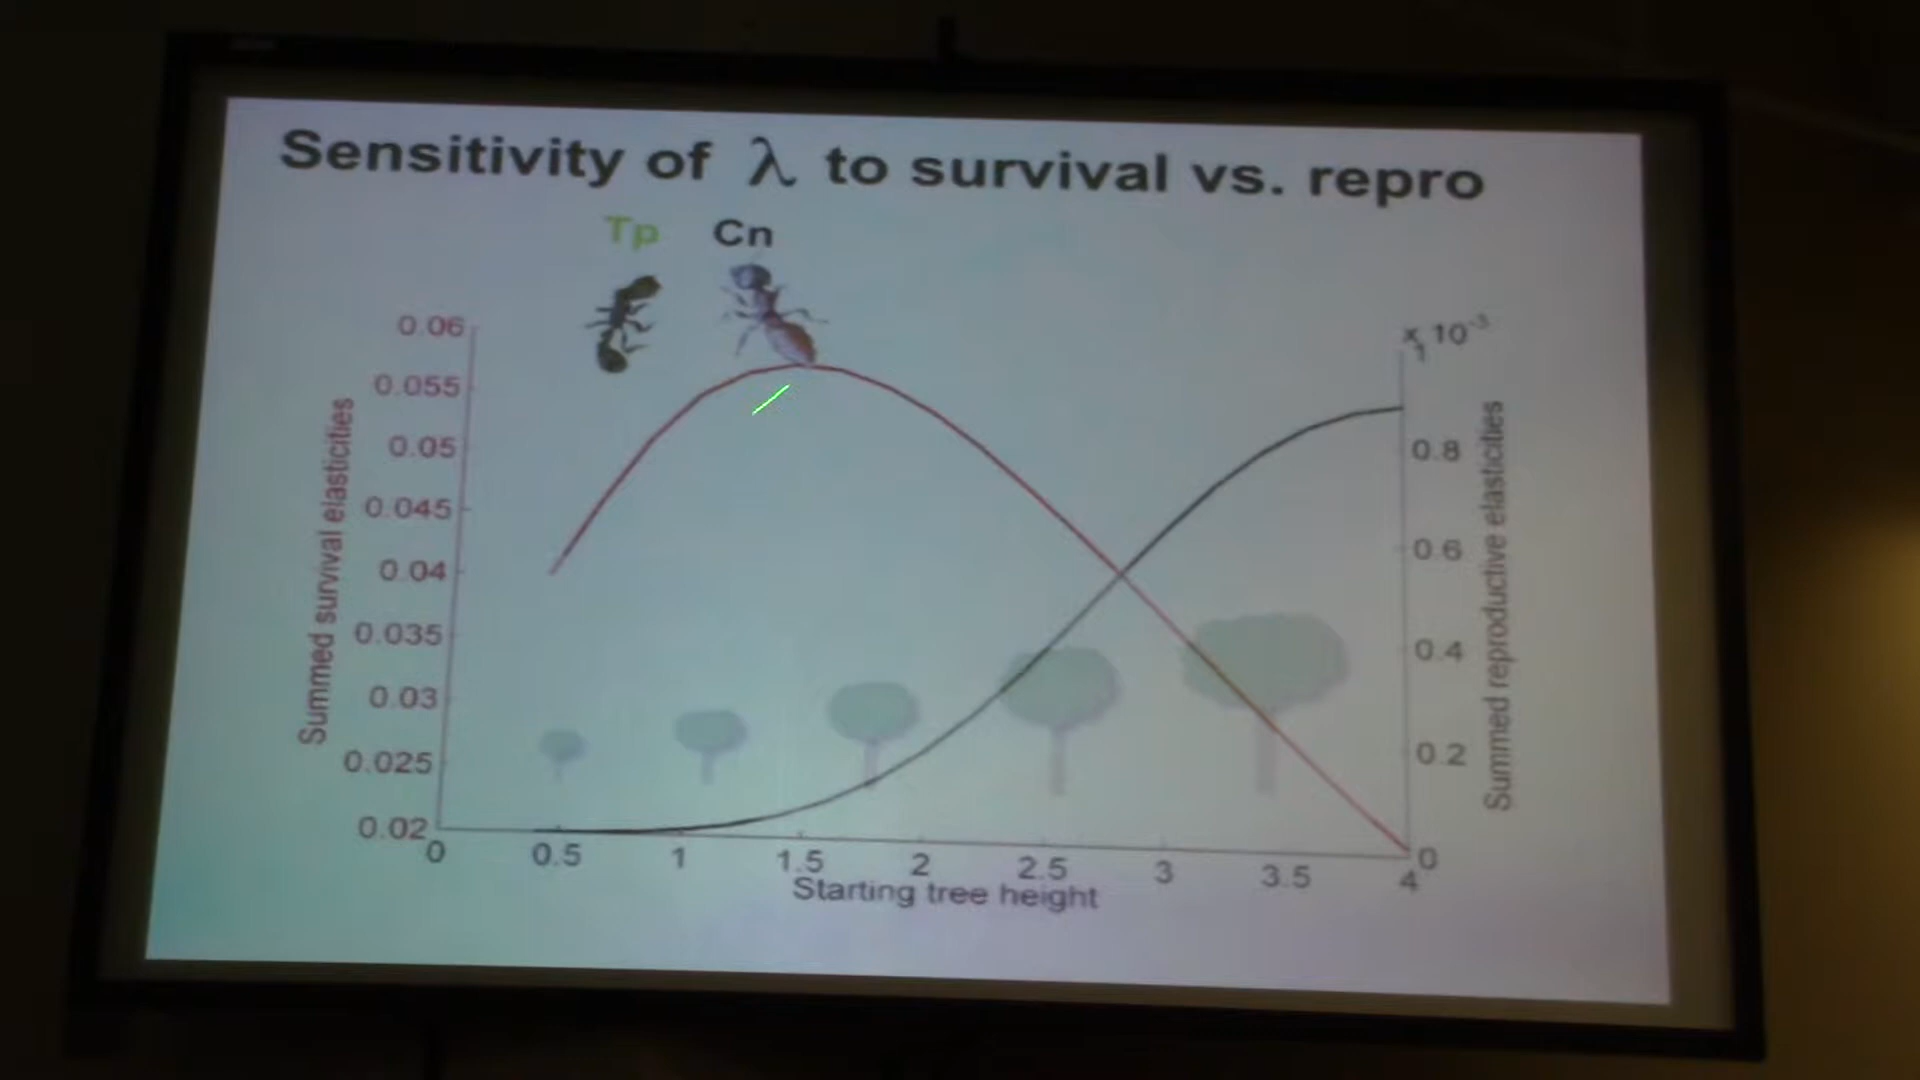 Sensitivity of λ to survival vs. repro
Tp Cn
0.06
0.055
0.05
0.045
0.04
0.035
0.03
0.025
0.02
Summed survival elasticities
x 10-3
1
0.8
0.6
0.4
0.2
0
Summed reproductive elasticities
0 0.5 1 1.5 2 2.5 3 3.5 4
Starting tree height